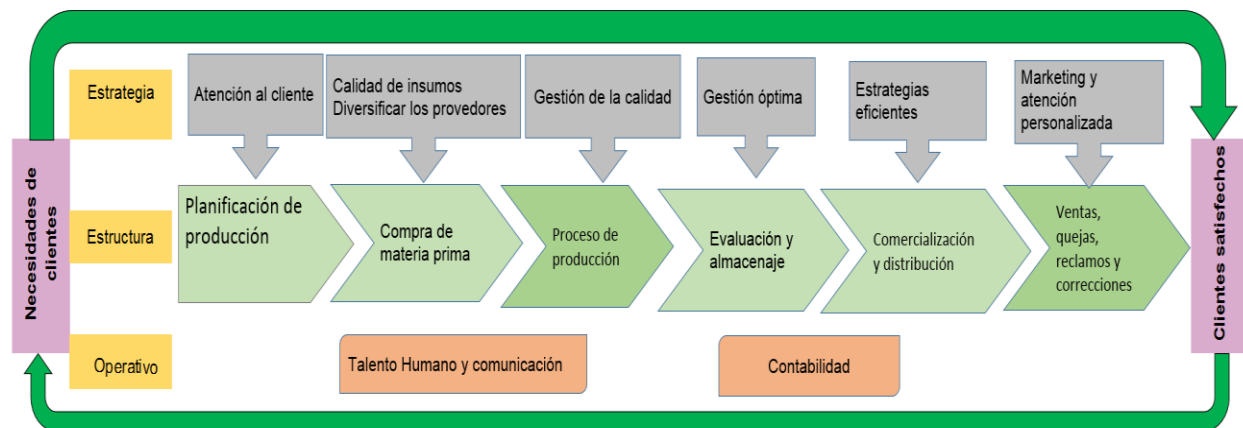 Necesidades de
clientes
Estrategia
Atención al cliente
Calidad de insumos
Diversificar los provedores
Gestión de la calidad
Gestión óptima
Estrategias
eficientes
Marketing y
atención
personalizada
Estructura
Planificación de
producción
Compra de
materia prima
Proceso de
producción
Evaluación y
almacenaje
Comercialización
y distribución
Ventas,
quejas,
reclamos y
correcciones
Operativo
Talento Humano y comunicación
Contabilidad
Clientes satisfechos